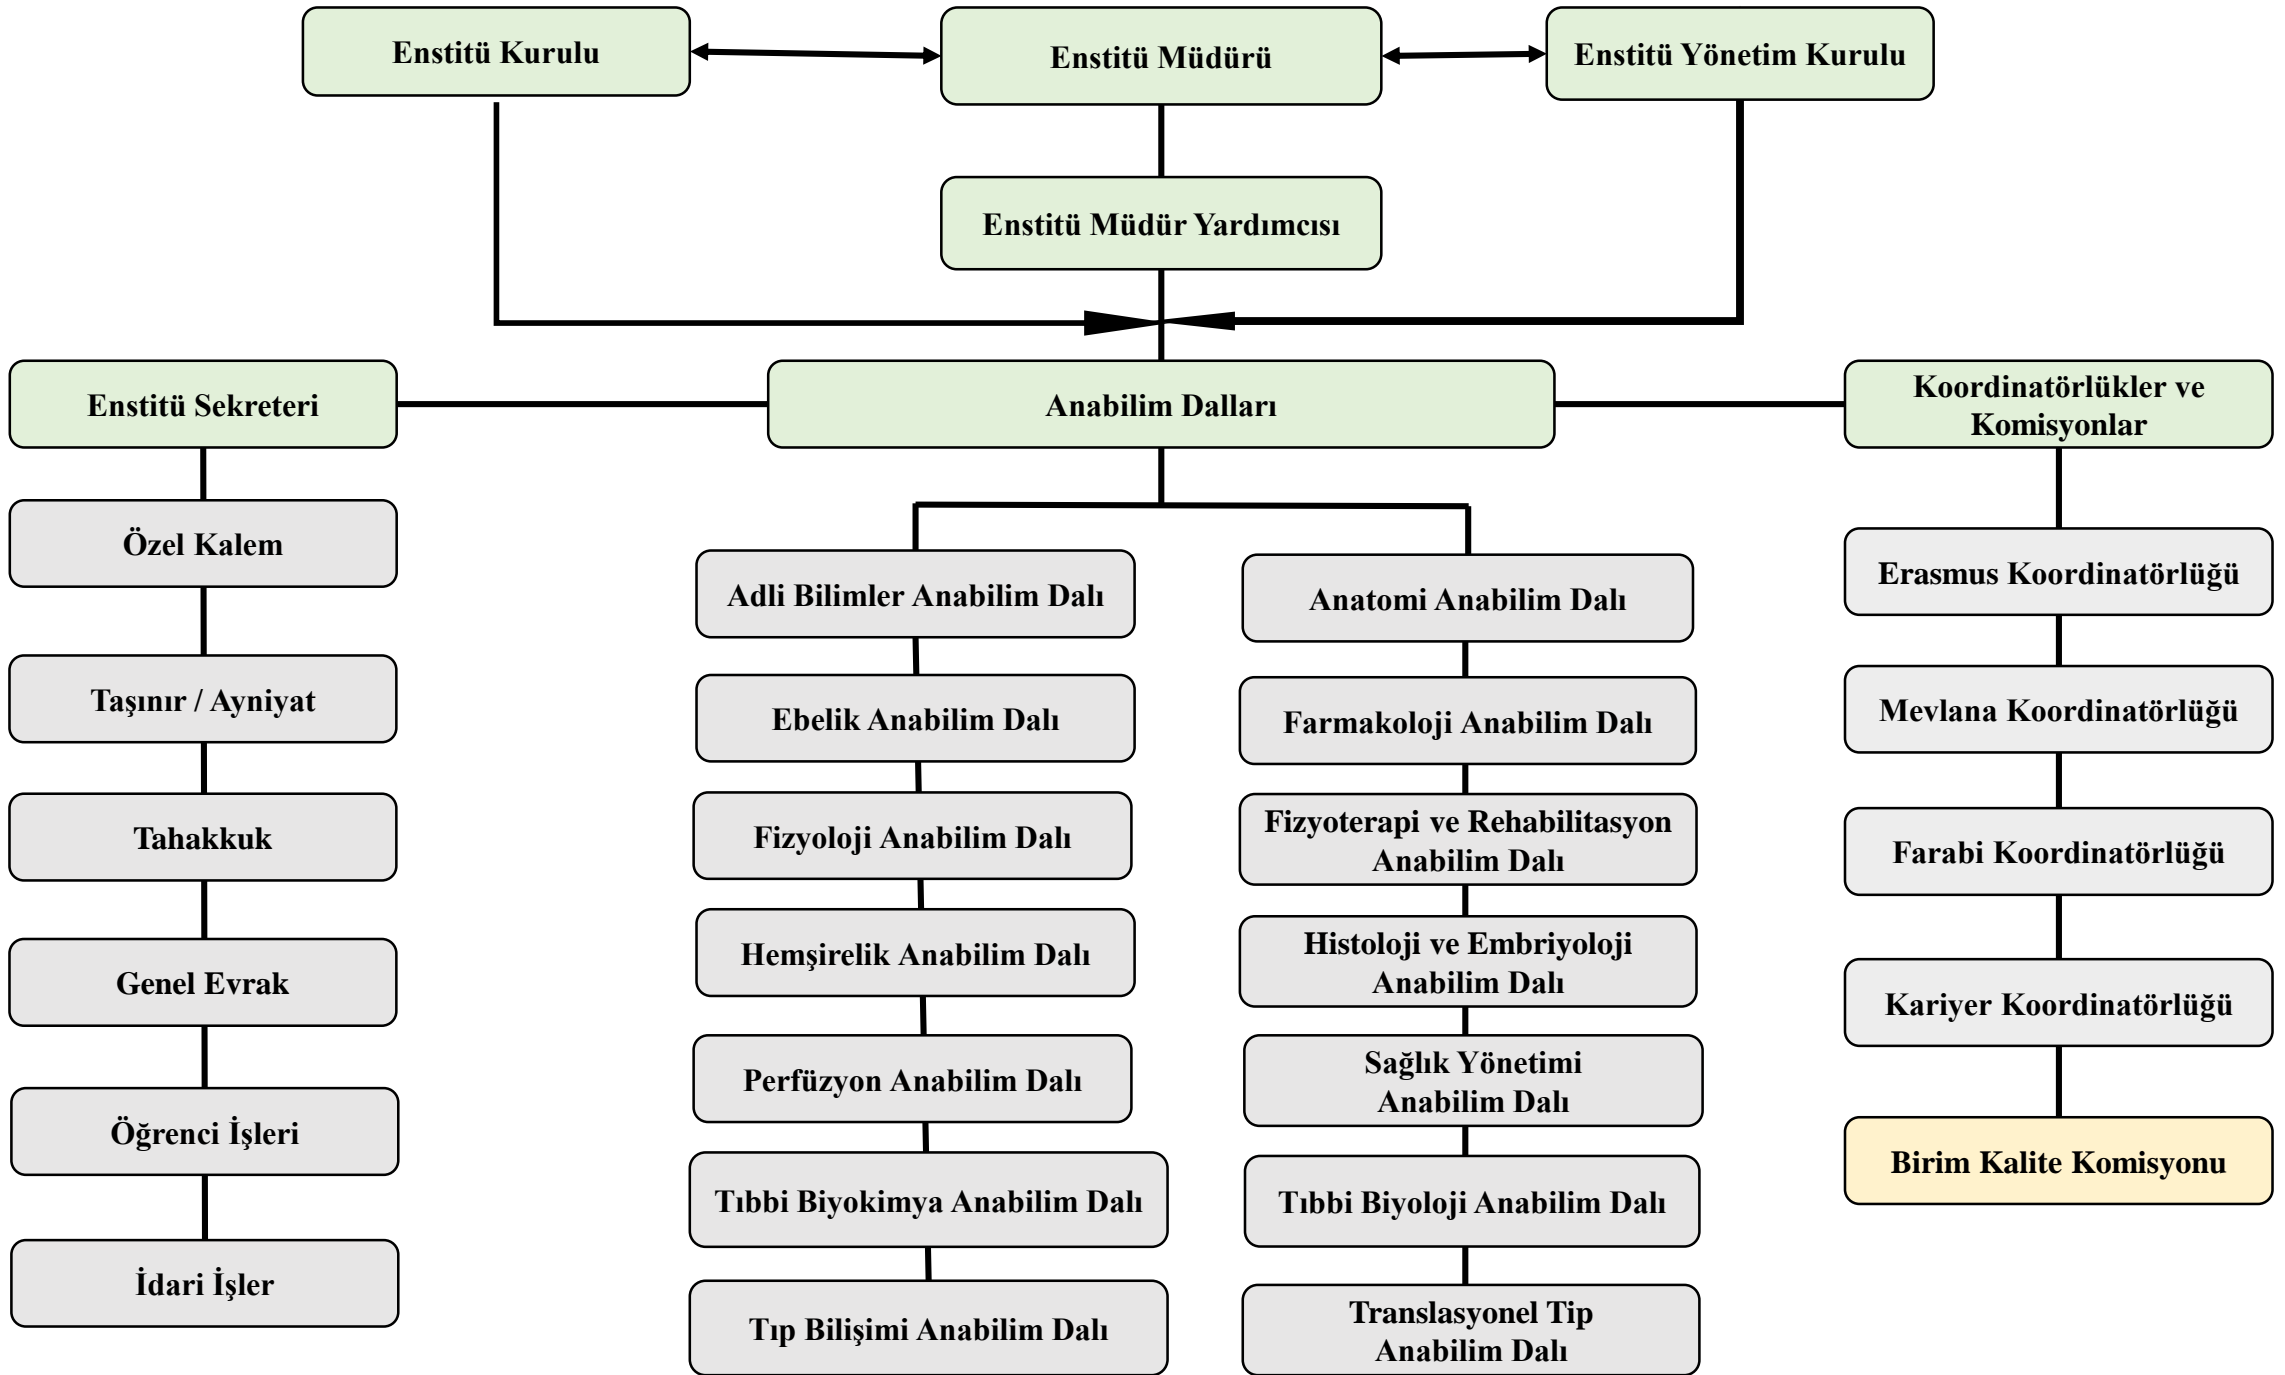 Enstitü Kurulu
Enstitü Müdürü
Enstitü Yönetim Kurulu
Enstitü Müdür Yardımcısı
Enstitü Sekreteri
Anabilim Dalları
Koordinatörlükler ve
Komisyonlar
Özel Kalem
Taşınır / Ayniyat
Tahakkuk
Genel Evrak
Öğrenci İşleri
İdari İşler
Adli Bilimler Anabilim Dalı
Ebelik Anabilim Dalı
Fizyoloji Anabilim Dalı
Hemşirelik Anabilim Dalı
Perfüzyon Anabilim Dalı
Tıbbi Biyokimya Anabilim Dalı
Tıp Bilişimi Anabilim Dalı
Anatomi Anabilim Dalı
Farmakoloji Anabilim Dalı
Fizyoterapi ve Rehabilitasyon
Anabilim Dalı
Histoloji ve Embriyoloji
Anabilim Dalı
Sağlık Yönetimi
Anabilim Dalı
Tıbbi Biyoloji Anabilim Dalı
Translasyonel Tip
Anabilim Dalı
Erasmus Koordinatörlüğü
Mevlana Koordinatörlüğü
Farabi Koordinatörlüğü
Kariyer Koordinatörlüğü
Birim Kalite Komisyonu